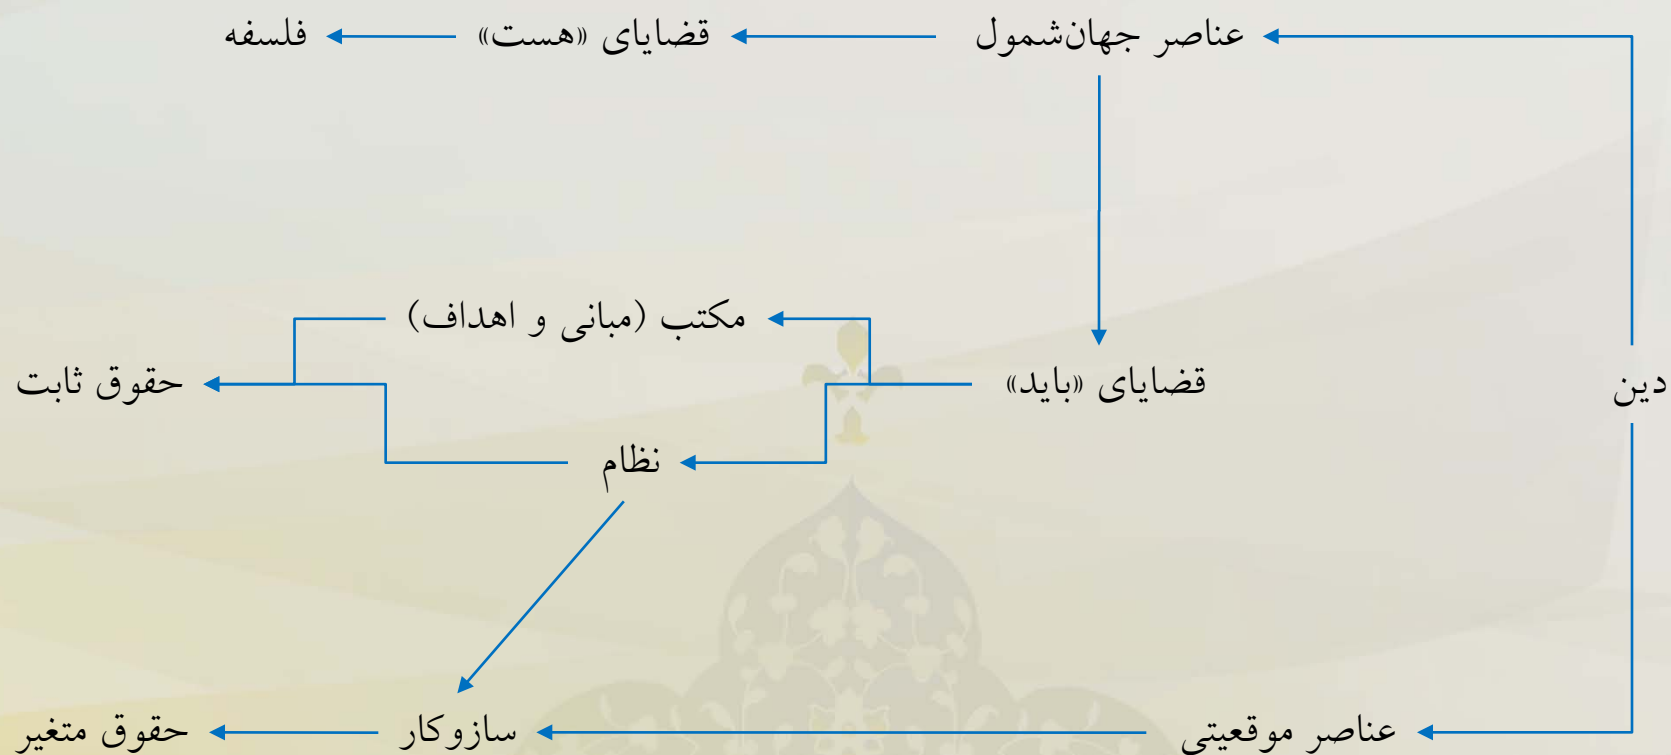 عناصر جهان‌شمول قضایای «هست» فلسفه
مکتب (مبانی و اهداف)
دین قضایای «باید» حقوق ثابت
نظام
عناصر موقعیتی سازوکار حقوق متغیر